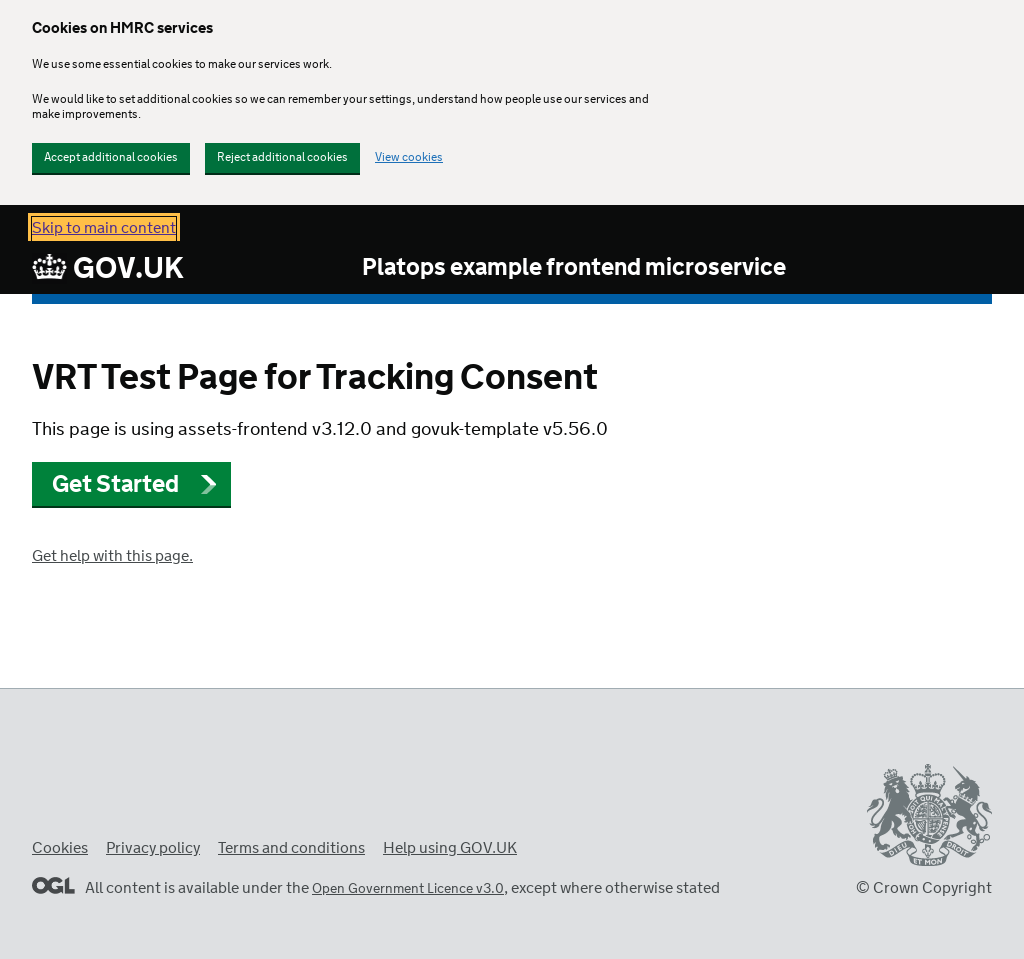 Cookies on HMRC services
We use some essential cookies to make our services work.
We would like to set additional cookies so we can remember your settings, understand how people use our services and
make improvements.
Accept additional cookies
Reject additional cookies
View cookies
Skip to main content
GOV.UK
Platops example frontend microservice
VRT Test Page for Tracking Consent
This page is using assets-frontend v3.12.0 and govuk-template v5.56.0
Get Started
Get help with this page.
Cookies
Privacy policy
Terms and conditions
Help using GOV.UK
OGL
All content is available under the Open Government Licence v3.0, except where otherwise stated
ET MON
DIEU
DROIT
© Crown Copyright